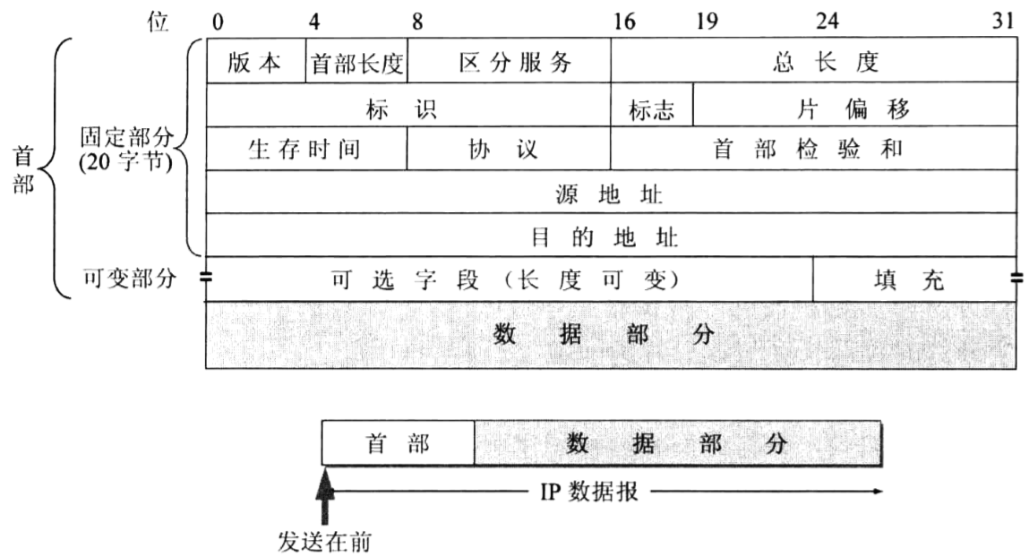 位 0 4 8 16 19 24 31
版本 首部长度 区分服务 总长度
标识 标志 片偏移
固定部分
(20 字节)
首部
生存时间 协议 首部检验和
源地址
目的地址
可变部分 可选字段(长度可变) 填充
数据部分
首部 数据部分
IP 数据报
发送在前